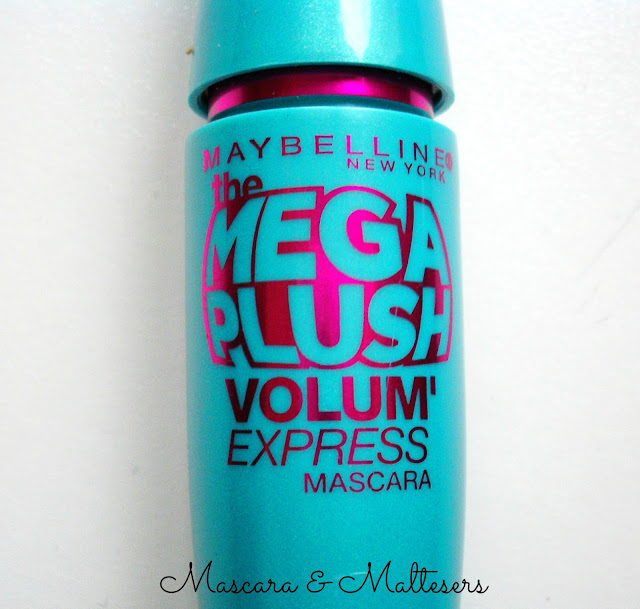 MAYBELLINE®
NEW YORK
the
MEGA
PLUSH
VOLUM'
EXPRESS
MASCARA
Mascara & Maltesers